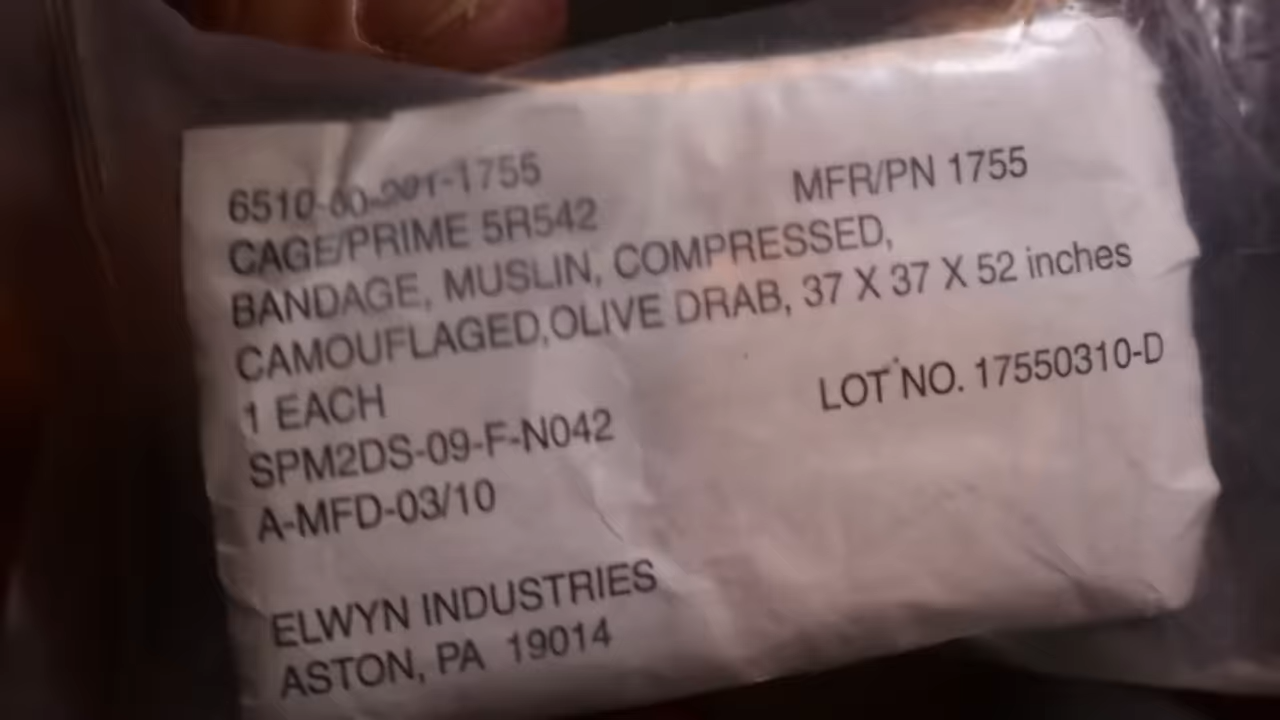 6510-00-201-1755
MFR/PN 1755
CAGE/PRIME 5R542
BANDAGE, MUSLIN, COMPRESSED,
CAMOUFLAGED,OLIVE DRAB, 37 X 37 X 52 inches
1 EACH
LOT NO. 17550310-D
SPM2DS-09-F-N042
A-MFD-03/10
ELWYN INDUSTRIES
ASTON, PA 19014